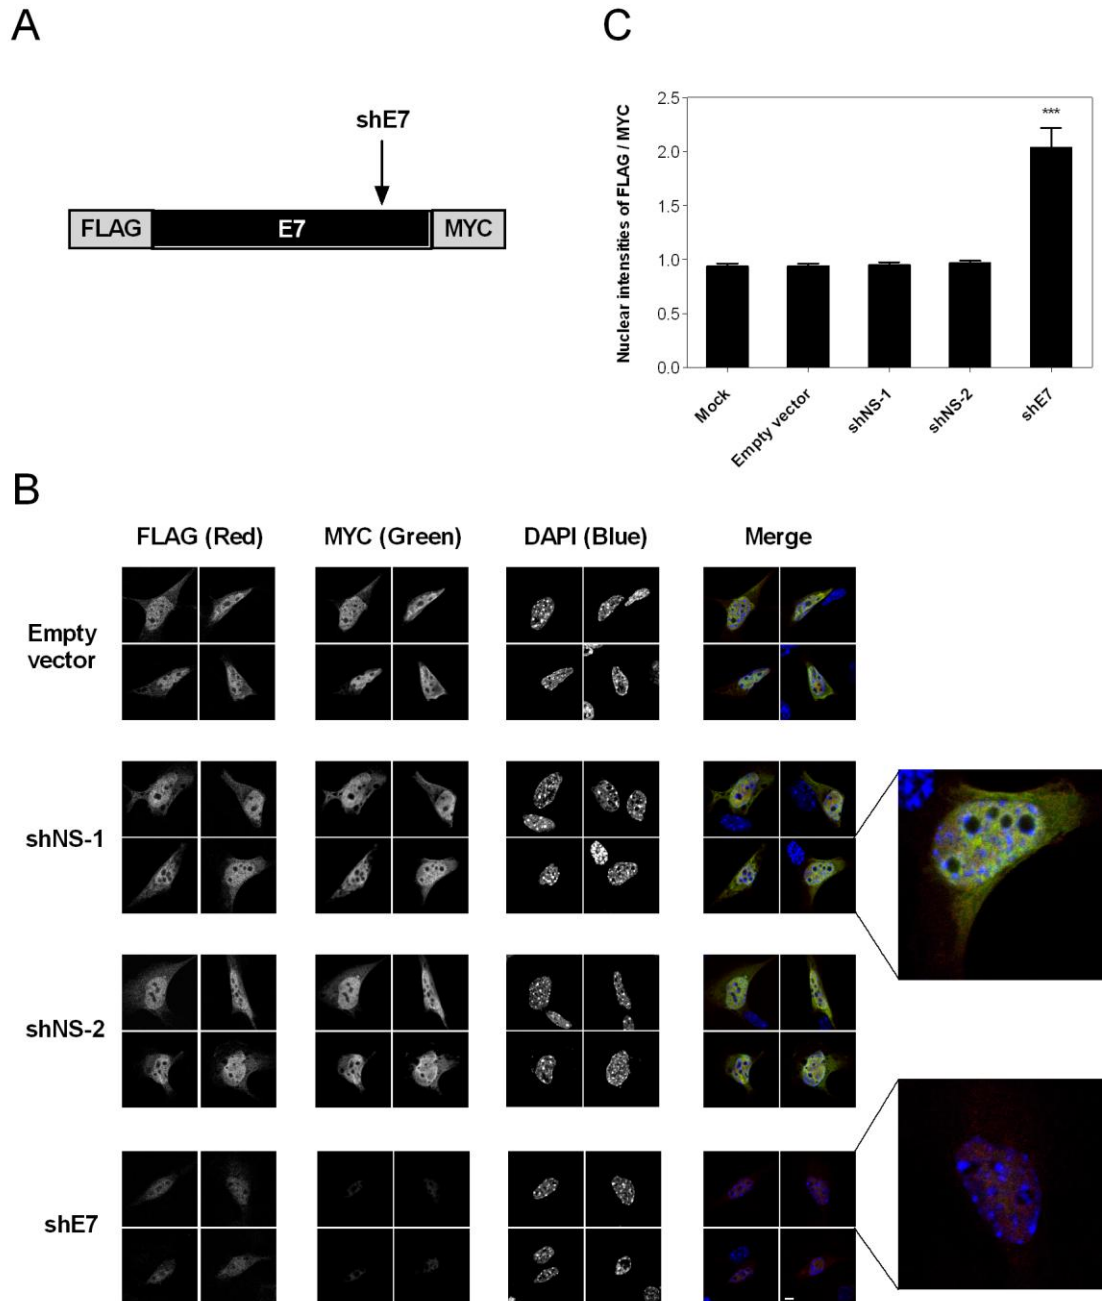 A
shE7
FLAG
E7
MYC
C
Nuclear intensities of FLAG / MYC
2.5
2.0
1.5
1.0
0.5
0.0
***
Mock
Empty vector
shNS-1
shNS-2
shE7
B
FLAG (Red)
MYC (Green)
DAPI (Blue)
Merge
Empty
vector
shNS-1
shNS-2
shE7